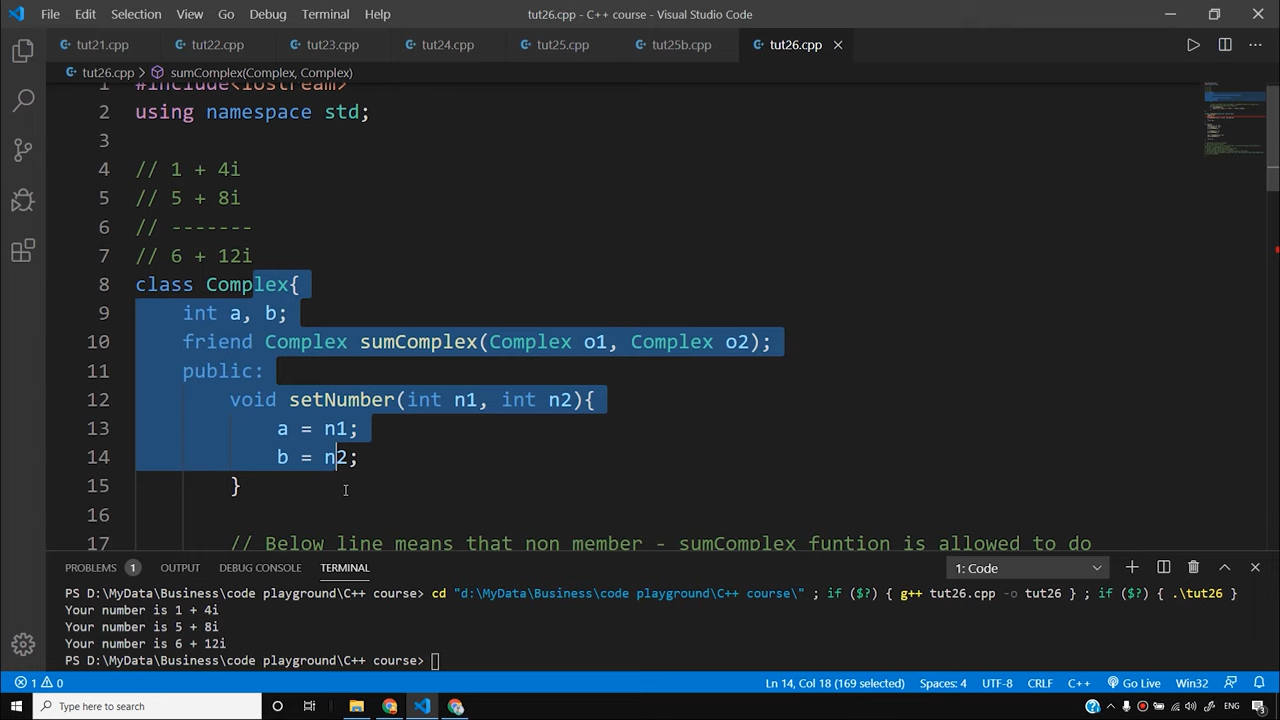 File Edit Selection View Go Debug Terminal Help
tut26.cpp - C++ course - Visual Studio Code
tut21.cpp tut22.cpp tut23.cpp tut24.cpp tut25.cpp tut25b.cpp tut26.cpp
tut26.cpp > sumComplex(Complex, Complex)
1 #include<iostream>
2 using namespace std;
3
4 // 1 + 4i
5 // 5 + 8i
6 // -------
7 // 6 + 12i
8 class Complex{
9 int a, b;
10 friend Complex sumComplex(Complex o1, Complex o2);
11 public:
12 void setNumber(int n1, int n2){
13 a = n1;
14 b = n2;
15 }
16
17 // Below line means that non member - sumComplex funtion is allowed to do
PROBLEMS 1 OUTPUT DEBUG CONSOLE TERMINAL 1: Code
PS D:\MyData\Business\code playground\C++ course> cd "d:\MyData\Business\code playground\C++ course\" ; if ($?) { g++ tut26.cpp -o tut26 } ; if ($?) { .\tut26 }
Your number is 1 + 4i
Your number is 5 + 8i
Your number is 6 + 12i
PS D:\MyData\Business\code playground\C++ course>
1 0 Ln 14, Col 18 (169 selected) Spaces: 4 UTF-8 CRLF C++ Go Live Win32
Type here to search ENG 3